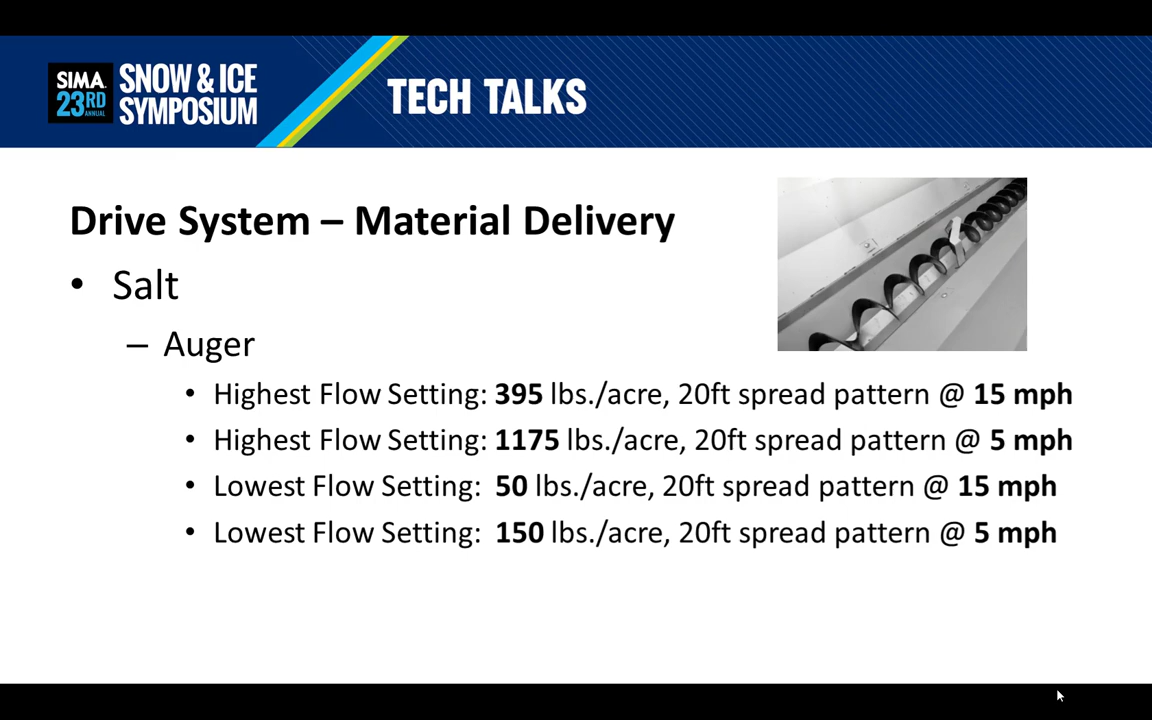 SIMA
23RD
ANNUAL
SNOW & ICE
SYMPOSIUM
TECH TALKS
Drive System – Material Delivery
• Salt
– Auger
• Highest Flow Setting: 395 lbs./acre, 20ft spread pattern @ 15 mph
• Highest Flow Setting: 1175 lbs./acre, 20ft spread pattern @ 5 mph
• Lowest Flow Setting: 50 lbs./acre, 20ft spread pattern @ 15 mph
• Lowest Flow Setting: 150 lbs./acre, 20ft spread pattern @ 5 mph